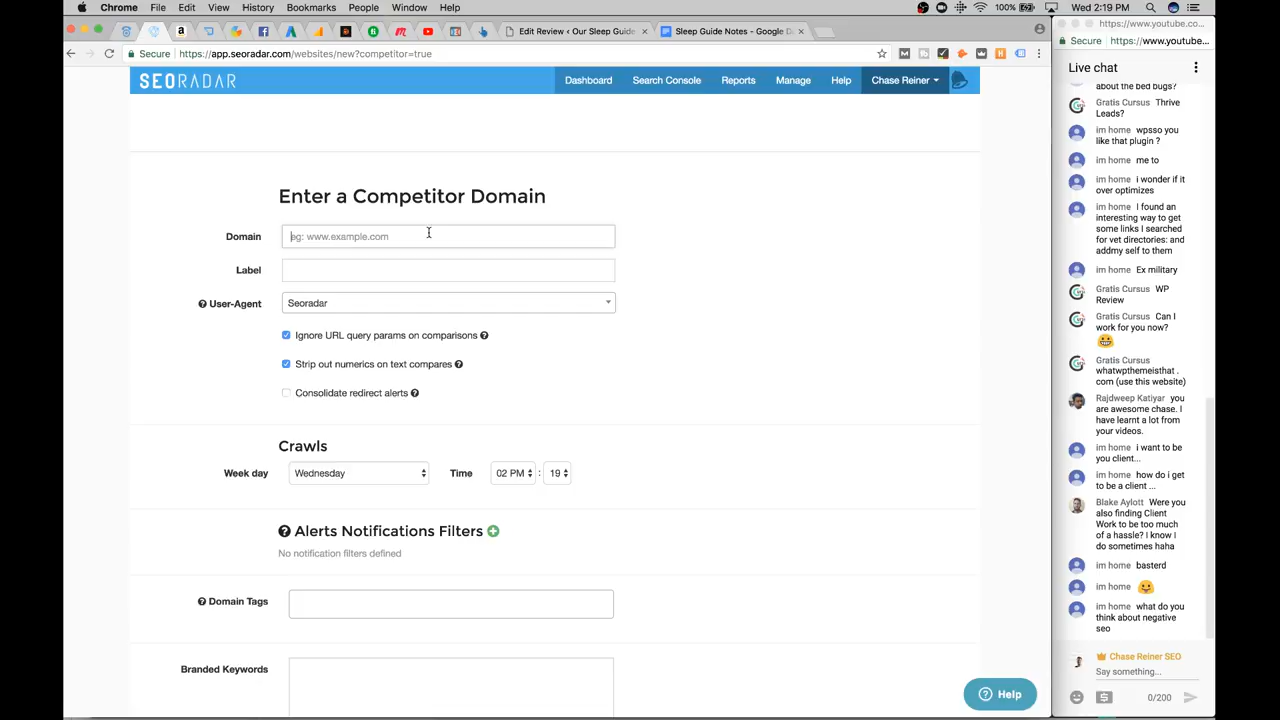 Chrome File Edit View History Bookmarks People Window Help
100% Wed 2:19 PM
Edit Review ‹ Our Sleep Guide
Sleep Guide Notes - Google D
Secure https://app.seoradar.com/websites/new?competitor=true
SEORADAR
Dashboard Search Console Reports Manage Help Chase Reiner
Enter a Competitor Domain
Domain eg: www.example.com
Label
User-Agent Seoradar
Ignore URL query params on comparisons
Strip out numerics on text compares
Consolidate redirect alerts
Crawls
Week day Wednesday Time 02 PM : 19
Alerts Notifications Filters
No notification filters defined
Domain Tags
Branded Keywords
Help
https://www.youtube.co...
Secure https://www.youtube...
Live chat
about the bed bugs?
Gratis Cursus Thrive
Leads?
im home wpsso you
like that plugin ?
im home me to
im home i wonder if it
over optimizes
im home I found an
interesting way to get
some links I searched
for vet directories: and
addmy self to them
im home Ex military
Gratis Cursus WP
Review
Gratis Cursus Can I
work for you now?
Gratis Cursus
whatwpthemeisthat .
com (use this website)
Rajdweep Katiyar you
are awesome chase. I
have learnt a lot from
your videos.
im home i want to be
you client...
im home how do i get
to be a client ...
Blake Aylott Were you
also finding Client
Work to be too much
of a hassle? I know I
do sometimes haha
im home basterd
im home
im home what do you
think about negative
seo
Chase Reiner SEO
Say something...
0/200